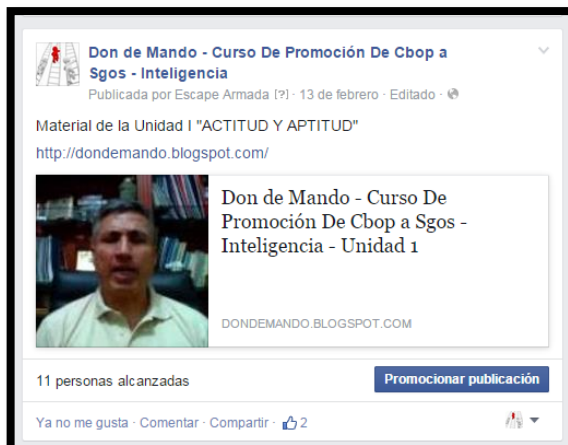 Don de Mando - Curso De Promoción De Cbop a
Sgos - Inteligencia
Publicada por Escape Armada [?] · 13 de febrero · Editado ·
Material de la Unidad I "ACTITUD Y APTITUD"
http://dondemando.blogspot.com/
Don de Mando - Curso De
Promoción De Cbop a Sgos -
Inteligencia - Unidad 1
DONDEMANDO.BLOGSPOT.COM
11 personas alcanzadas
Promocionar publicación
Ya no me gusta · Comentar · Compartir · 2